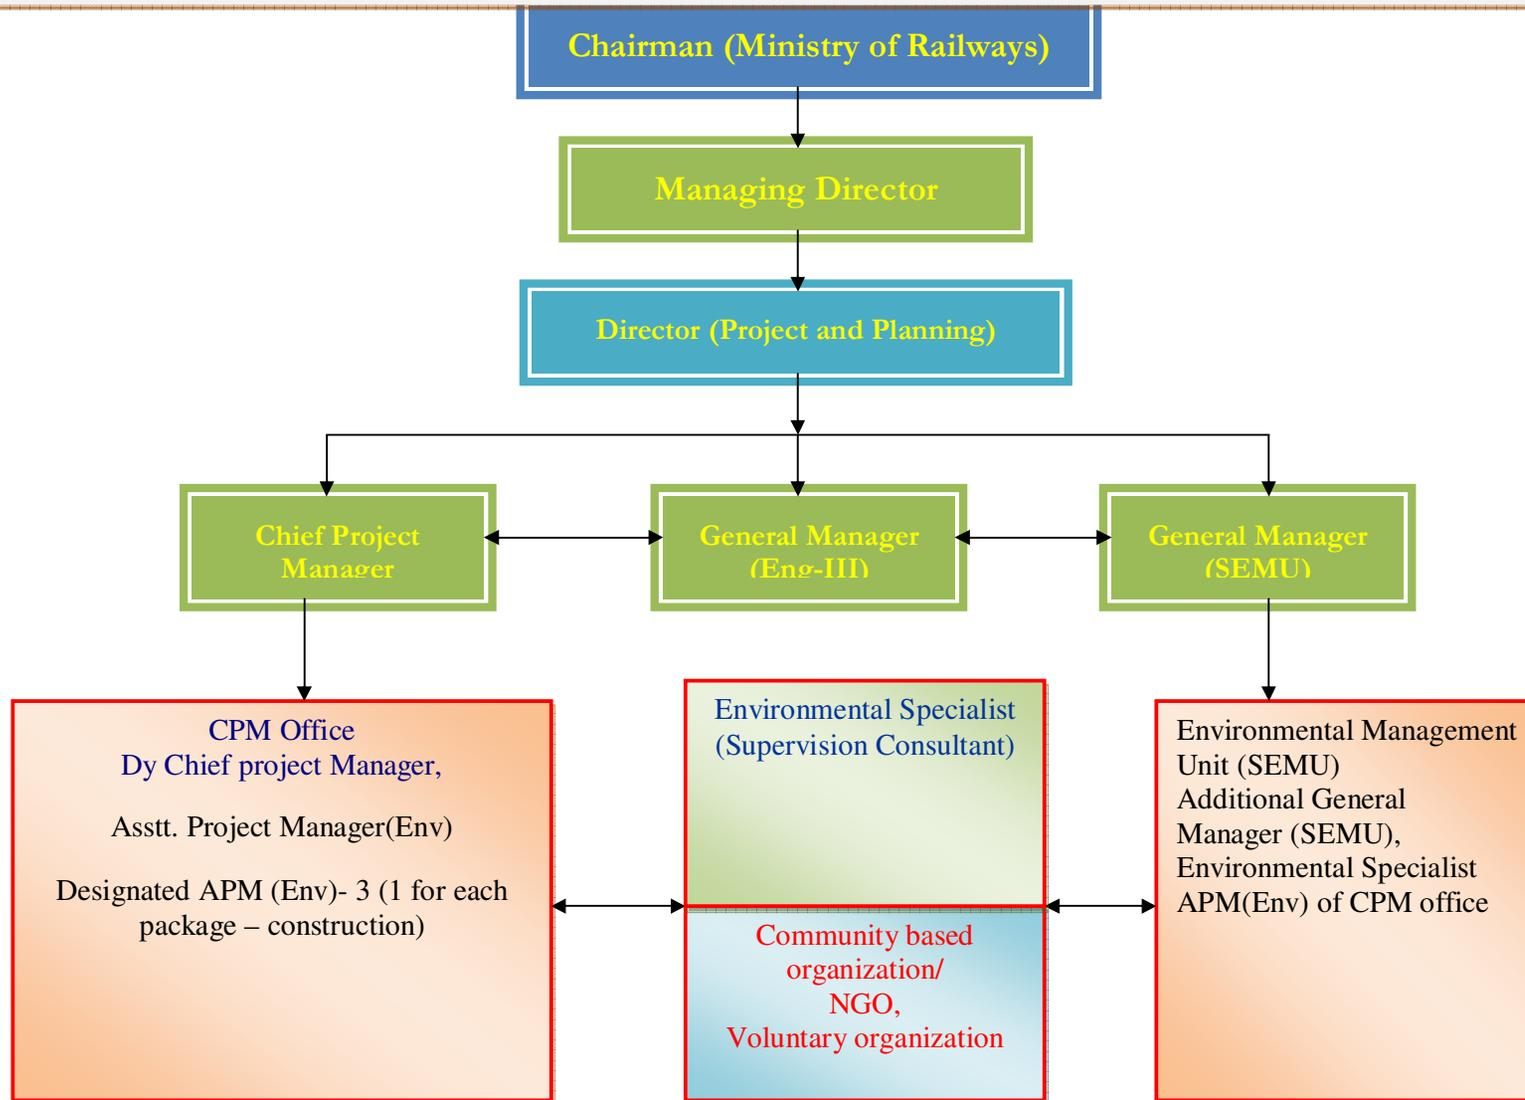 Chairman (Ministry of Railways)
Managing Director
Director (Project and Planning)
Chief Project
Manager
General Manager
(Eng-III)
General Manager
(SEMU)
CPM Office
Dy Chief project Manager,
Asstt. Project Manager(Env)
Designated APM (Env)- 3 (1 for each
package – construction)
Environmental Specialist
(Supervision Consultant)
Community based
organization/
NGO,
Voluntary organization
Environmental Management
Unit (SEMU)
Additional General
Manager (SEMU),
Environmental Specialist
APM(Env) of CPM office